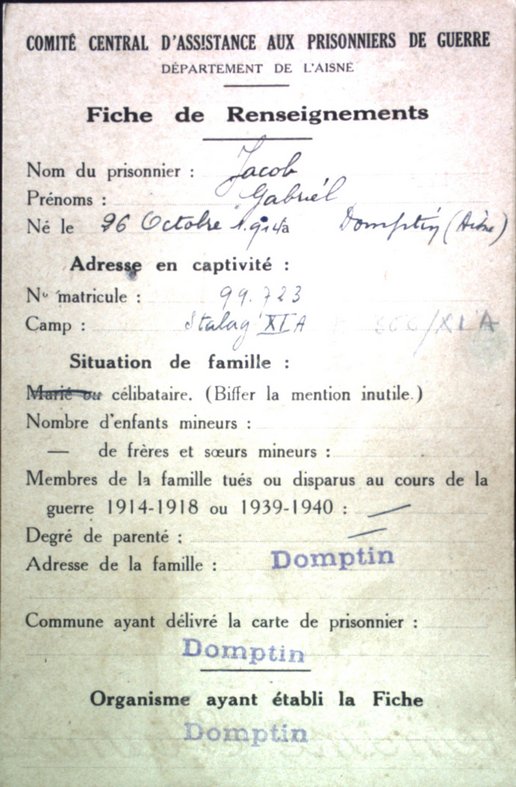 COMITÉ CENTRAL D'ASSISTANCE AUX PRISONNIERS DE GUERRE
DÉPARTEMENT DE L'AISNE
Fiche de Renseignements
Nom du prisonnier : Jacob
Prénoms : Gabriel
Né le 26 Octobre à Domptin (Aisne)
Adresse en captivité :
N° matricule : 99.723
Camp : Stalag XI A /XI A
Situation de famille :
Marié ou célibataire. (Biffer la mention inutile.)
Nombre d'enfants mineurs :
— de frères et sœurs mineurs :
Membres de la famille tués ou disparus au cours de la
guerre 1914-1918 ou 1939-1940 : —
Degré de parenté : —
Adresse de la famille : Domptin
Commune ayant délivré la carte de prisonnier :
Domptin
Organisme ayant établi la Fiche
Domptin